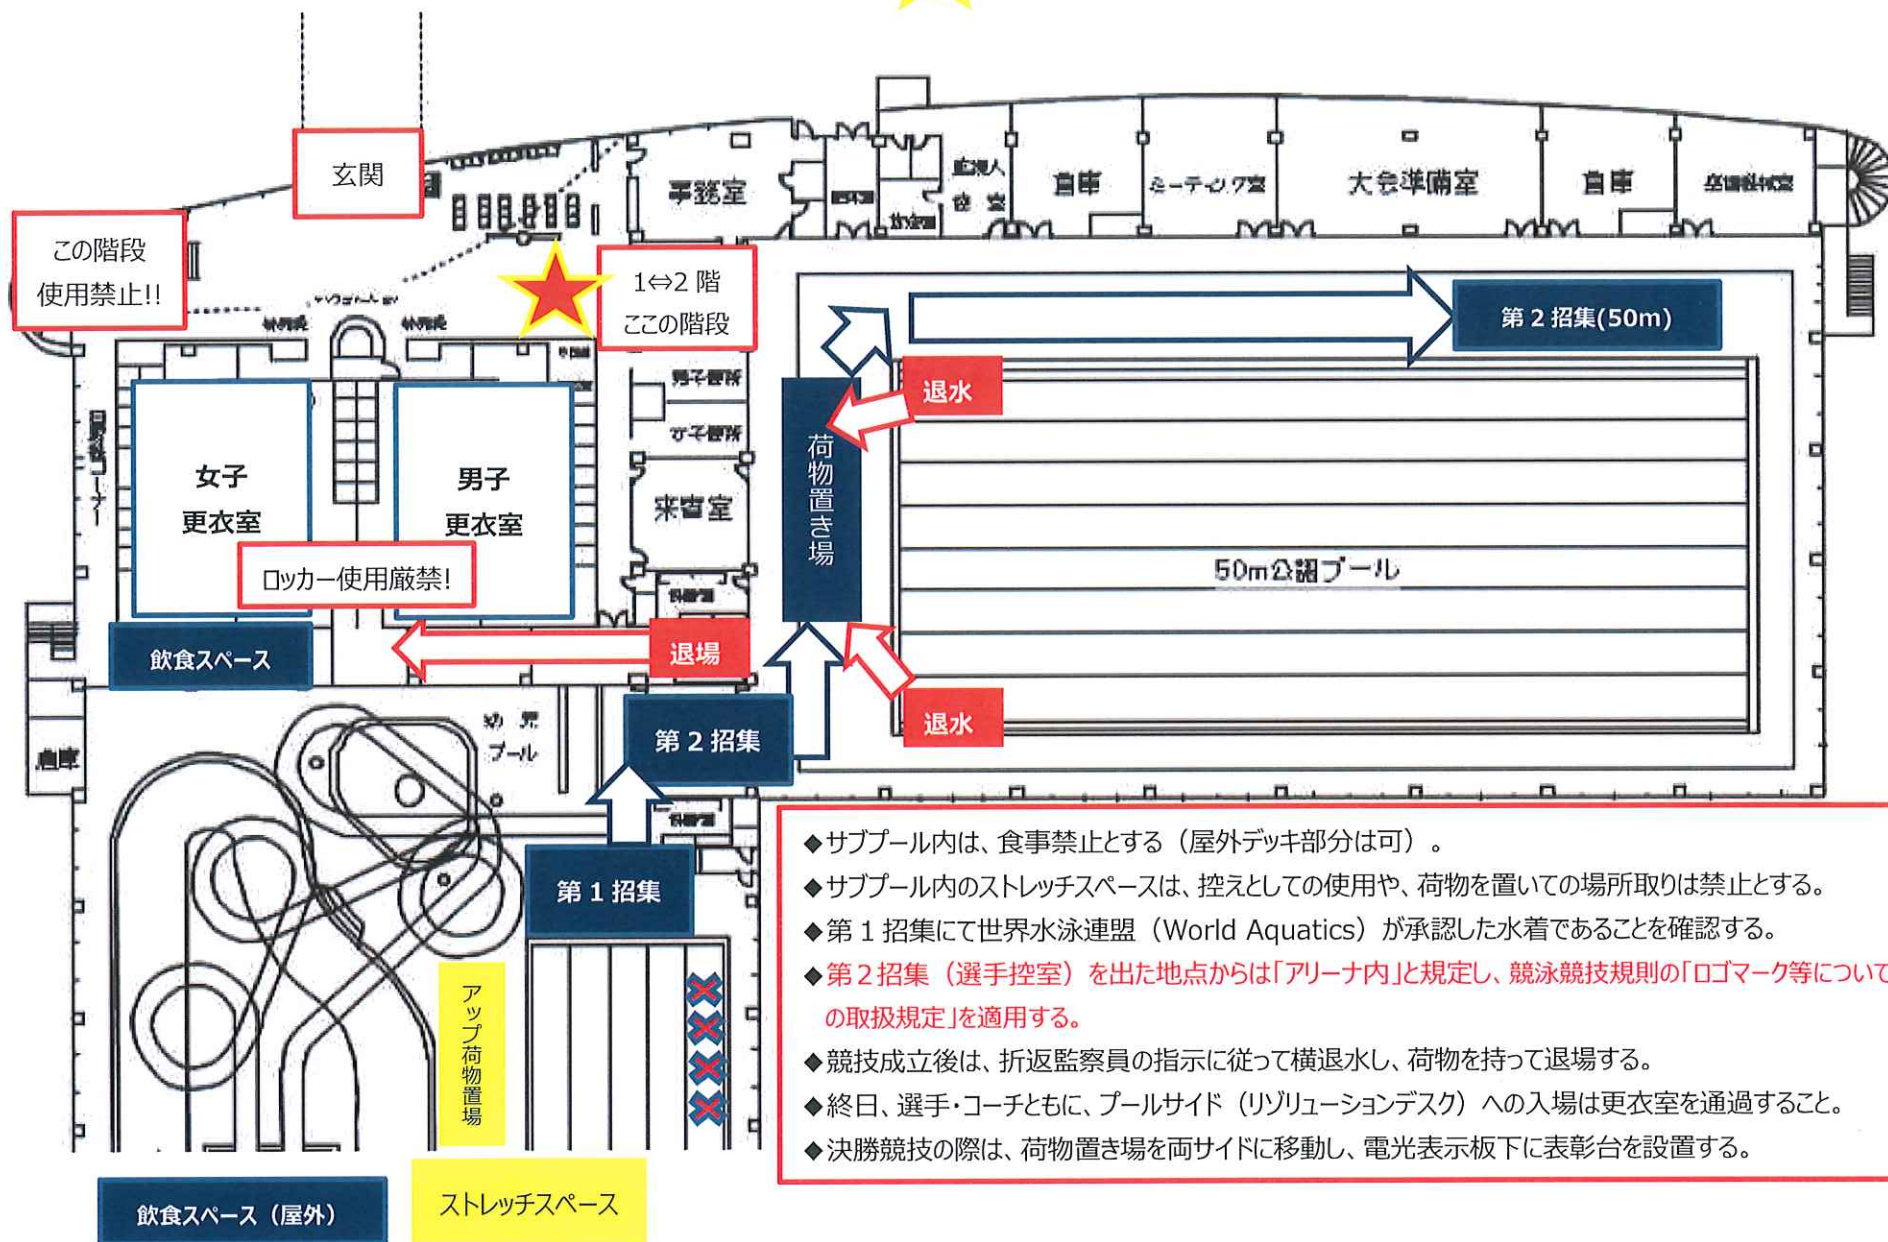 玄関
この階段
使用禁止!!
1⇔2 階
ここの階段
事務室
ミーティング室
大会準備室
倉庫
倉庫
第 2 招集(50m)
退水
荷物置き場
女子
更衣室
男子
更衣室
来賓室
ロッカー使用厳禁!
50m公認プール
飲食スペース
退場
退水
第 2 招集
幼 児
プール
倉庫
第 1 招集
アップ荷物置場
飲食スペース（屋外）
ストレッチスペース
◆サブプール内は、食事禁止とする（屋外デッキ部分は可）。
◆サブプール内のストレッチスペースは、控えとしての使用や、荷物を置いての場所取りは禁止とする。
◆第 1 招集にて世界水泳連盟（World Aquatics）が承認した水着であることを確認する。
◆第 2 招集（選手控室）を出た地点からは「アリーナ内」と規定し、競泳競技規則の「ロゴマーク等について
の取扱規定」を適用する。
◆競技成立後は、折返監察員の指示に従って横退水し、荷物を持って退場する。
◆終日、選手・コーチともに、プールサイド（リゾリューションデスク）への入場は更衣室を通過すること。
◆決勝競技の際は、荷物置き場を両サイドに移動し、電光表示板下に表彰台を設置する。